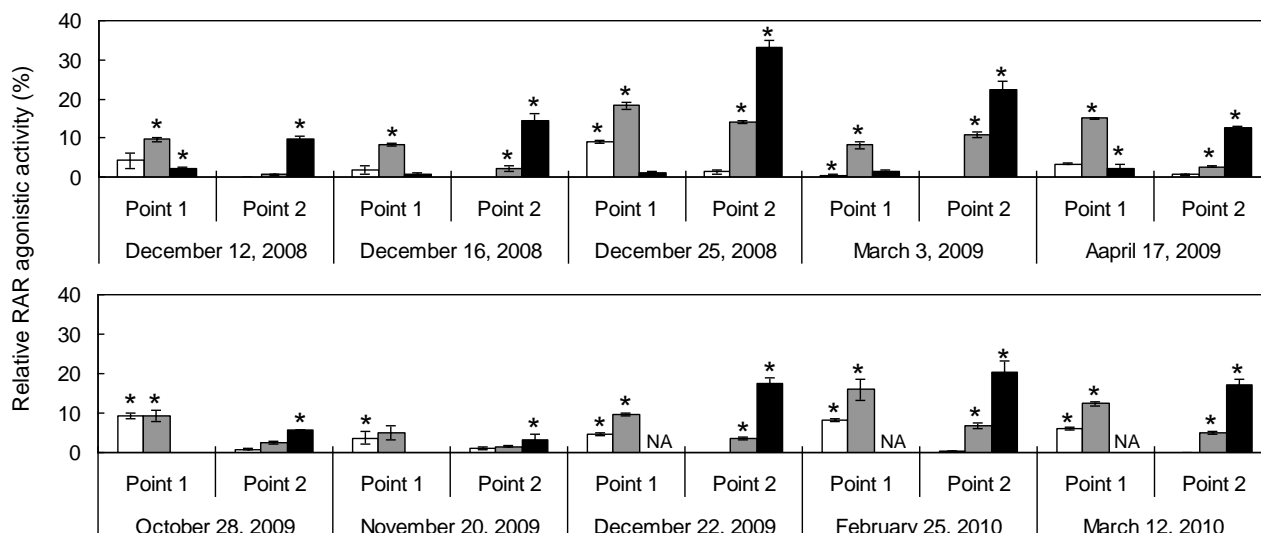 Relative RAR agonistic activity (%)
40
30
20
10
0
* * * * * * * * * * * * * * * * *
Point 1 Point 2 Point 1 Point 2 Point 1 Point 2 Point 1 Point 2 Point 1 Point 2
December 12, 2008 December 16, 2008 December 25, 2008 March 3, 2009 Aapril 17, 2009
40
30
20
10
0
* * * * * * * * * * * * * * * *
NA NA NA
Point 1 Point 2 Point 1 Point 2 Point 1 Point 2 Point 1 Point 2 Point 1 Point 2
October 28, 2009 November 20, 2009 December 22, 2009 February 25, 2010 March 12, 2010